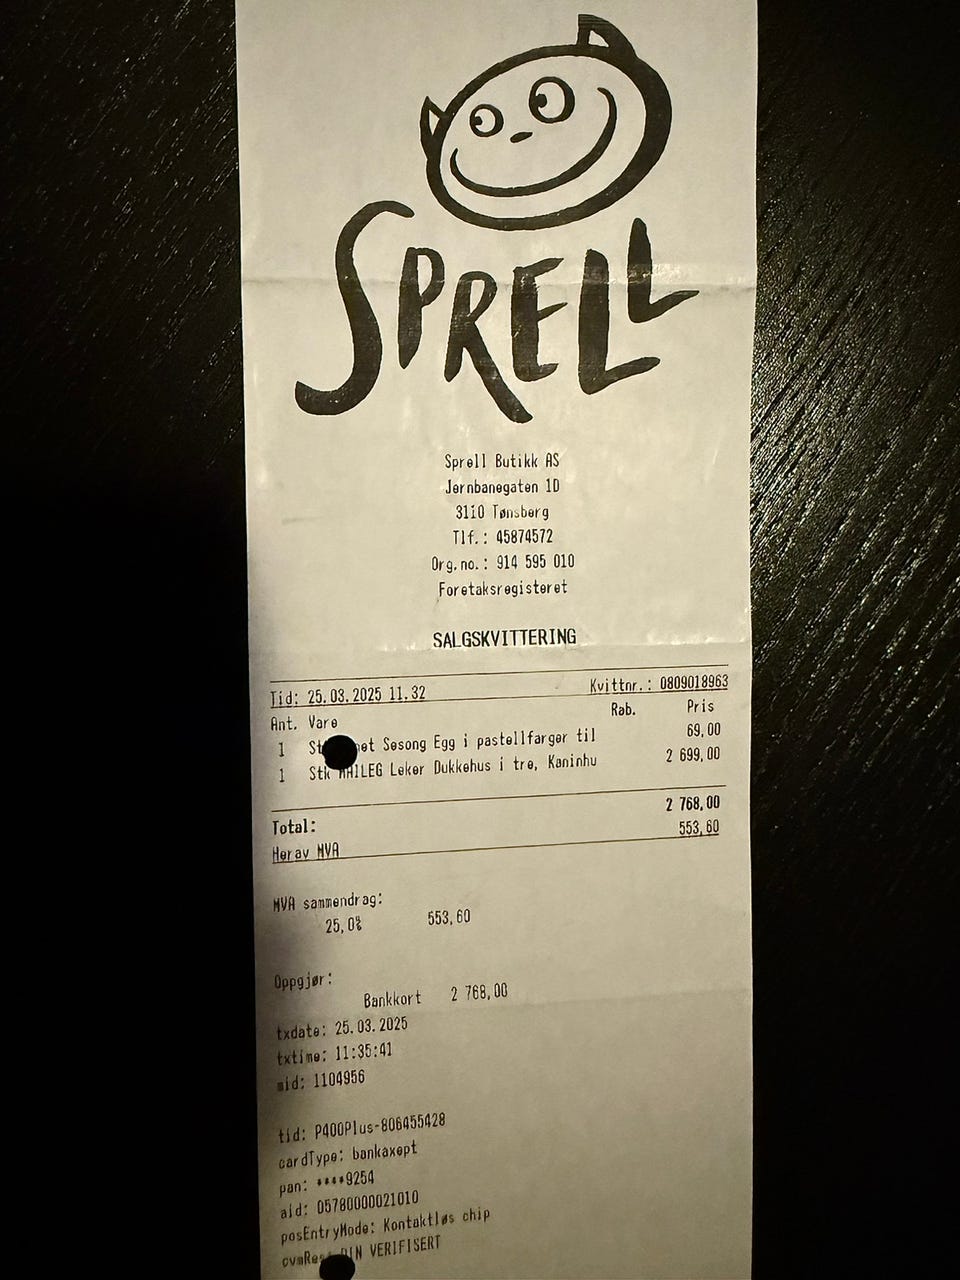 SPRELL
Sprell Butikk AS
Jernbanegaten 1D
3110 Tønsberg
Tlf.: 45874572
Org.no.: 914 595 010
Foretaksregisteret
SALGSKVITTERING
Tid: 25.03.2025 11.32 Kvittnr.: 0809018963
Ant. Vare Rab. Pris
1 Sesong Egg i pastellfarger til 69,00
1 Stk MAILEG Leker Dukkehus i tre, Kaninhu 2 699,00
Total: 2 768,00
Herav MVA 553,60
MVA sammendrag:
25,0% 553,60
Oppgjør:
Bankkort 2 768,00
txdate: 25.03.2025
txtime: 11:35:41
mid: 1104956
tid: P400Plus-806455428
cardType: bankaxept
pan: ****9254
aid: 05780000021010
posEntryMode: Kontaktløs chip
VERIFISERT